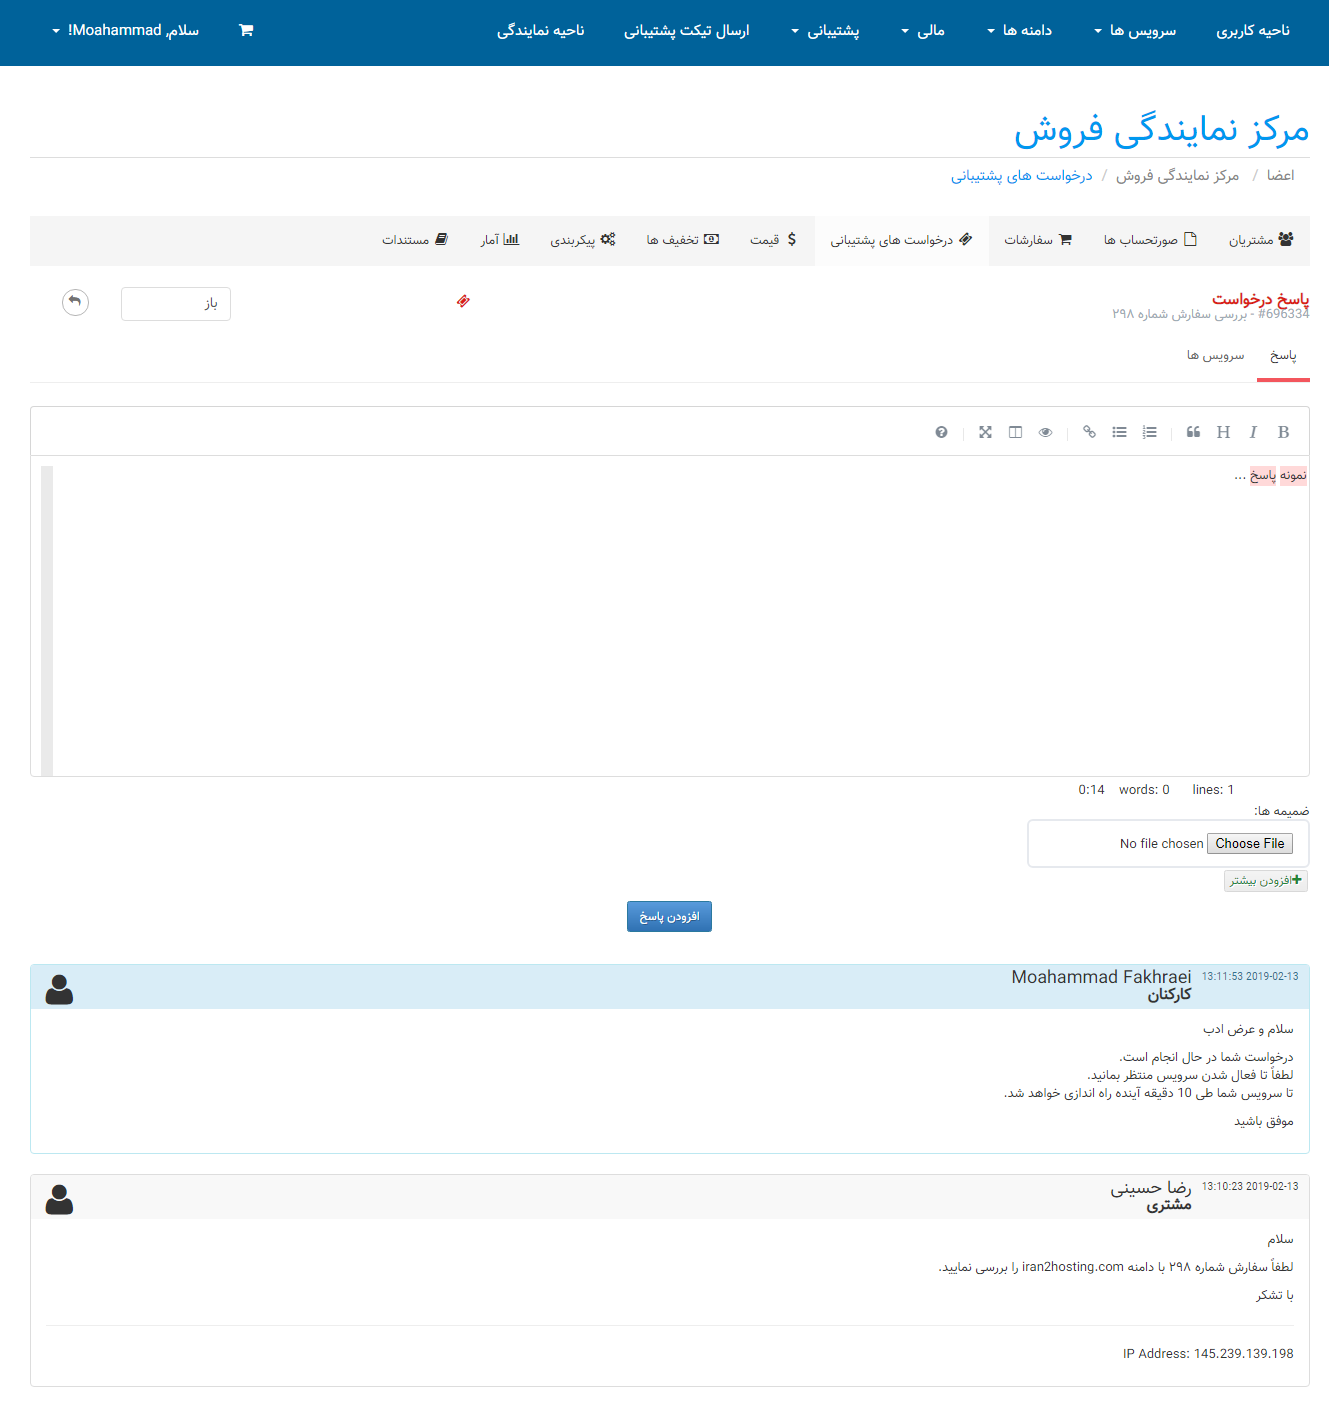 ناحیه کاربری سرویس ها دامنه ها مالی پشتیبانی ارسال تیکت پشتیبانی ناحیه نمایندگی سلام, Moahammad!
مرکز نمایندگی فروش
اعضا / مرکز نمایندگی فروش / درخواست های پشتیبانی
مشتریان صورتحساب ها سفارشات درخواست های پشتیبانی قیمت تخفیف ها پیکربندی آمار مستندات
پاسخ درخواست
#696334 - بررسی سفارش شماره ۲۹۸
باز
پاسخ سرویس ها
B I H
نمونه پاسخ ...
lines: 1 words: 0 0:14
ضمیمه ها:
Choose File No file chosen
افزودن بیشتر
افزودن پاسخ
2019-02-13 13:11:53 Moahammad Fakhraei
کارکنان
سلام و عرض ادب
درخواست شما در حال انجام است.
لطفاً تا فعال شدن سرویس منتظر بمانید.
تا سرویس شما طی 10 دقیقه آینده راه اندازی خواهد شد.
موفق باشید
2019-02-13 13:10:23 رضا حسینی
مشتری
سلام
لطفاً سفارش شماره ۲۹۸ با دامنه iran2hosting.com را بررسی نمایید.
با تشکر
IP Address: 145.239.139.198